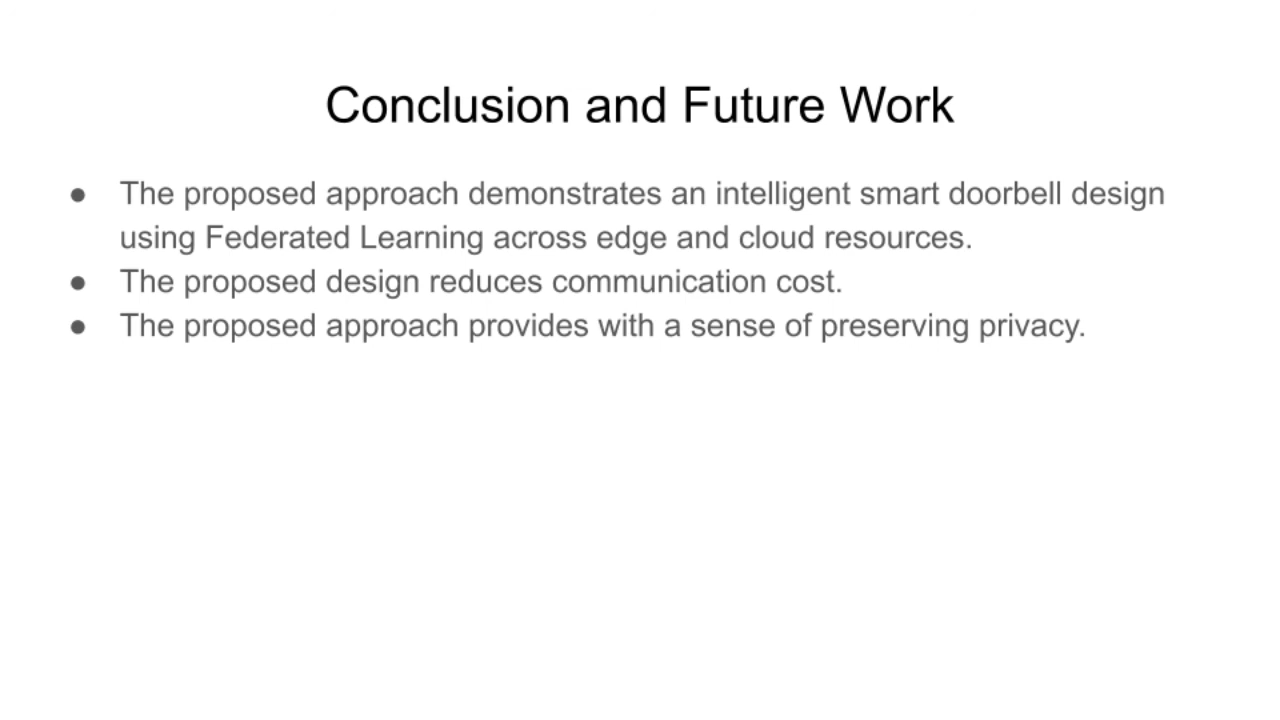 Conclusion and Future Work
● The proposed approach demonstrates an intelligent smart doorbell design
using Federated Learning across edge and cloud resources.
● The proposed design reduces communication cost.
● The proposed approach provides with a sense of preserving privacy.